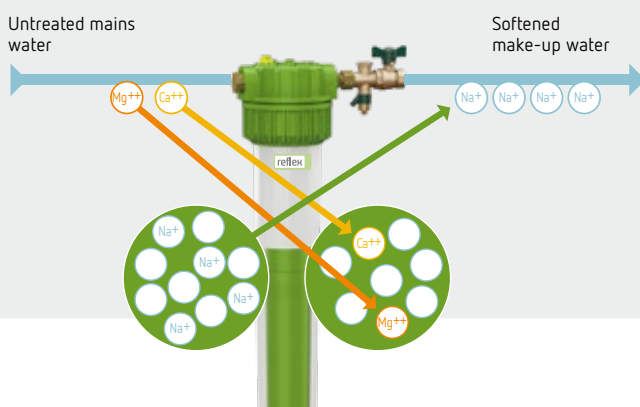 Untreated mains
water
Softened
make-up water
Mg++
Ca++
Na+
Na+
Na+
Na+
reflex
Na+
Na+
Na+
Na+
Ca++
Mg++